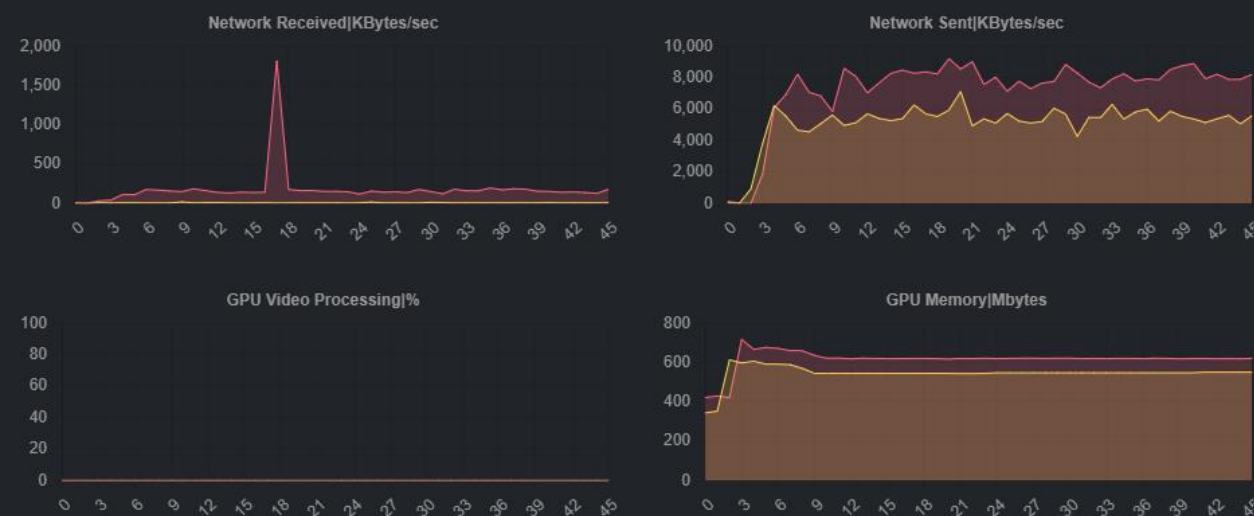 Network Received|KBytes/sec
2,000
1,500
1,000
500
0
0 3 6 9 12 15 18 21 24 27 30 33 36 39 42 45
Network Sent|KBytes/sec
10,000
8,000
6,000
4,000
2,000
0
0 3 6 9 12 15 18 21 24 27 30 33 36 39 42 45
GPU Video Processing|%
100
80
60
40
20
0
0 3 6 9 12 15 18 21 24 27 30 33 36 39 42 45
GPU Memory|Mbytes
800
600
400
200
0
0 3 6 9 12 15 18 21 24 27 30 33 36 39 42 45